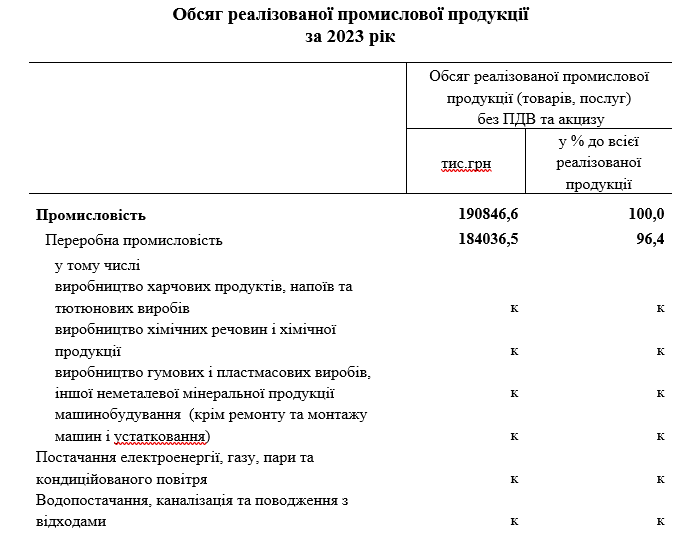 Обсяг реалізованої промислової продукції
за 2023 рік
Обсяг реалізованої промислової
продукції (товарів, послуг)
без ПДВ та акцизу
тис.грн
у % до всієї
реалізованої
продукції
Промисловість 190846,6 100,0
Переробна промисловість 184036,5 96,4
у тому числі
виробництво харчових продуктів, напоїв та
тютюнових виробів к к
виробництво хімічних речовин і хімічної
продукції к к
виробництво гумових і пластмасових виробів,
іншої неметалевої мінеральної продукції к к
машинобудування (крім ремонту та монтажу
машин і устатковання) к к
Постачання електроенергії, газу, пари та
кондиційованого повітря к к
Водопостачання, каналізація та поводження з
відходами к к